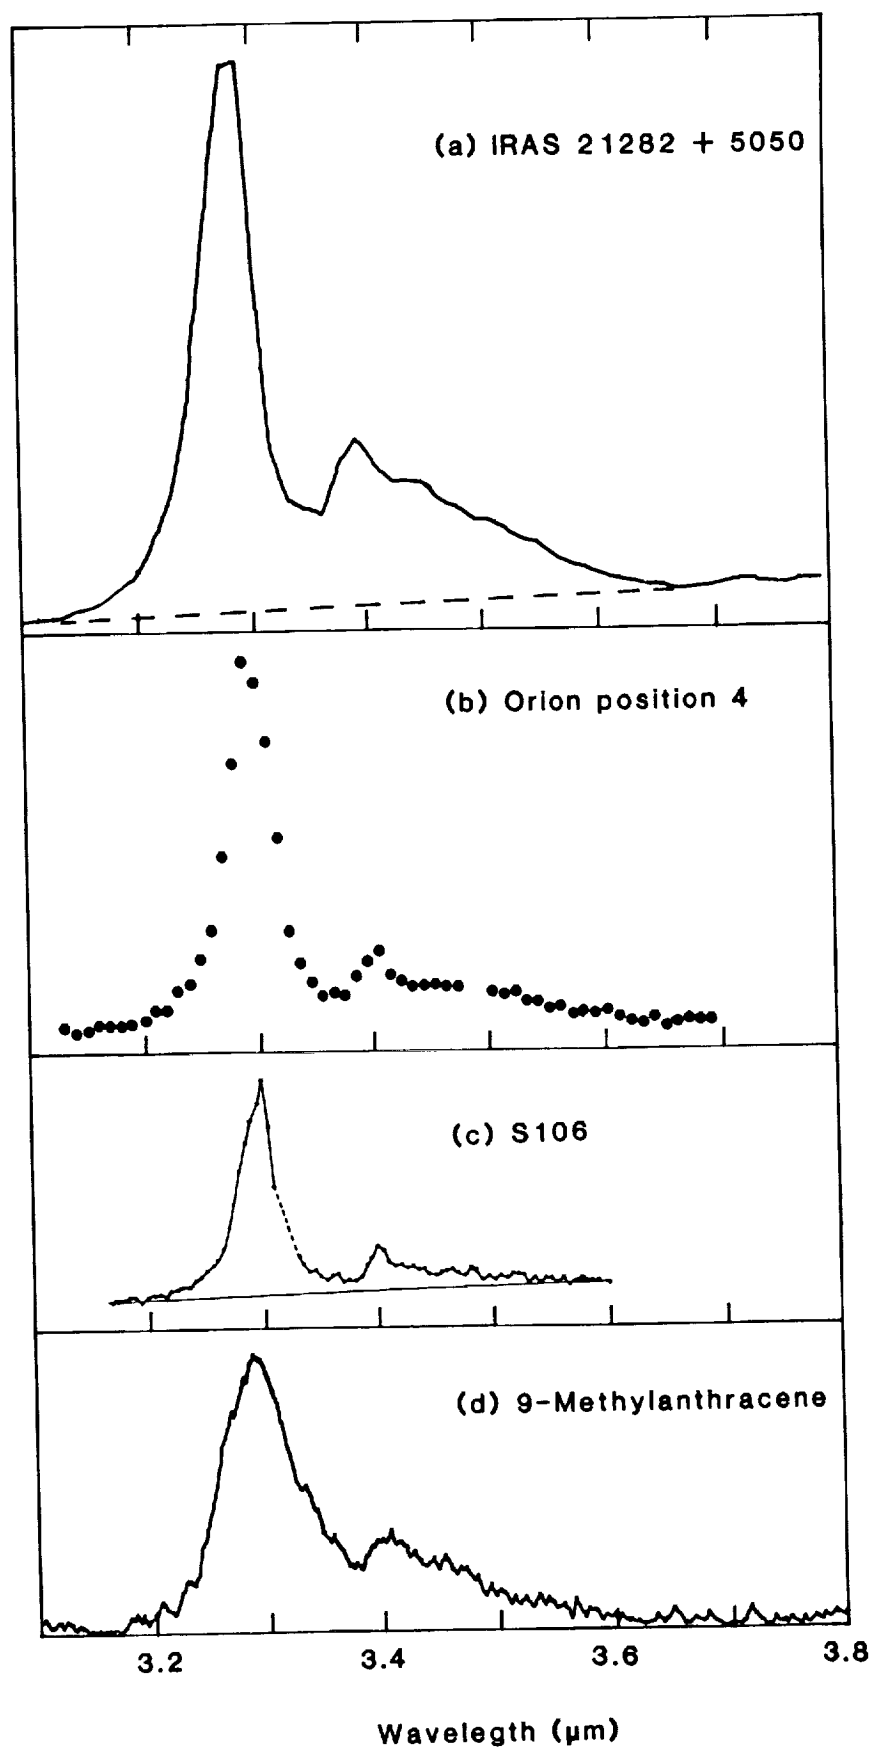 (a) IRAS 21282 + 5050
(b) Orion position 4
(c) S106
(d) 9-Methylanthracene
3.2 3.4 3.6 3.8
Wavelegth (μm)